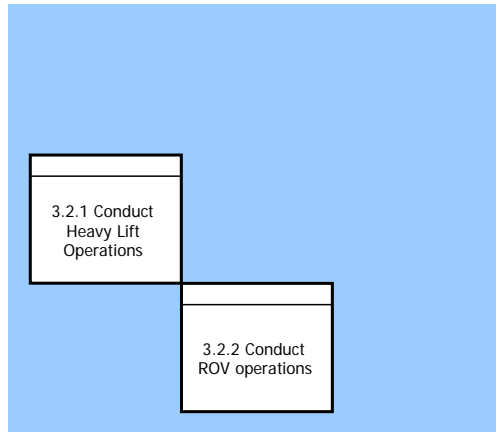 3.2.1 Conduct
Heavy Lift
Operations
3.2.2 Conduct
ROV operations